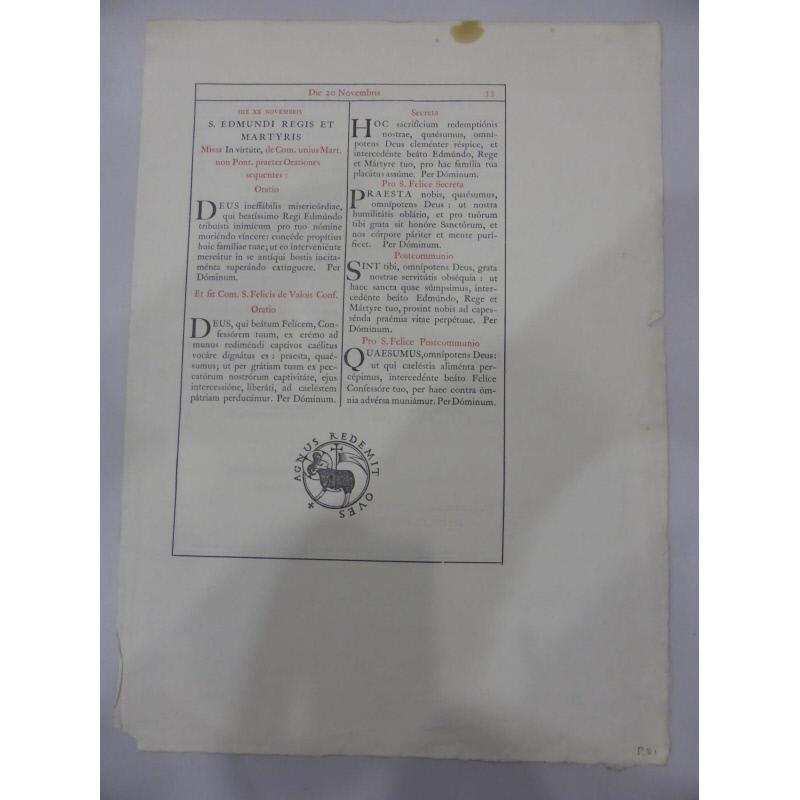 Die 20 Novembris 33
DIE XX NOVEMBRIS
S. EDMUNDI REGIS ET
MARTYRIS
Missa In virtúte, de Com. unius Mart.
non Pont. praeter Orationes
sequentes :
Oratio
DEUS ineffábilis misericórdiae,
qui beatíssimo Regi Edmúndo
tribuísti inimícum pro tuo nómine
moriéndo víncere: concéde propítius
huic famíliae tuae; ut eo interveniénte
mereátur in se antíqui hostis incita-
ménta superándo extínguere. Per
Dóminum.
Et fit Com. S. Felicis de Valois Conf.
Oratio
DEUS, qui beátum Felícem, Con-
fessórem tuum, ex erémo ad
munus rediméndi captívos caélitus
vocáre dignátus es : praesta, quaé-
sumus; ut per grátiam tuam ex pec-
catórum nostrórum captivitáte, ejus
intercessióne, liberáti, ad caeléstem
pátriam perducámur. Per Dóminum.
Secreta
HOC sacrifícium redemptiónis
nostrae, quaésumus, omní-
potens Deus cleménter réspice, et
intercedénte beáto Edmúndo, Rege
et Mártyre tuo, pro hac família tua
placátus assúme. Per Dóminum.
Pro S. Felice Secreta
PRAESTA nobis, quaésumus,
omnípotens Deus : ut nostra
humilitátis oblátio, et pro tuórum
tibi grata sit honóre Sanctórum, et
nos córpore páriter et mente purí-
ficet. Per Dóminum.
Postcommunio
SINT tibi, omnípotens Deus, grata
nostrae servitútis obséquia : ut
haec sancta quae súmpsimus, inter-
cedénte beáto Edmúndo, Rege et
Mártyre tuo, prosint nobis ad capes-
sénda praémia vitae perpétuae. Per
Dóminum.
Pro S. Felice Postcommunio
QUAESUMUS, omnípotens Deus:
ut qui caeléstia aliménta per-
cépimus, intercedénte beáto Felíce
Confessóre tuo, per haec contra óm-
nia advérsa muniámur. Per Dóminum.
AGNUS REDEMIT OVES